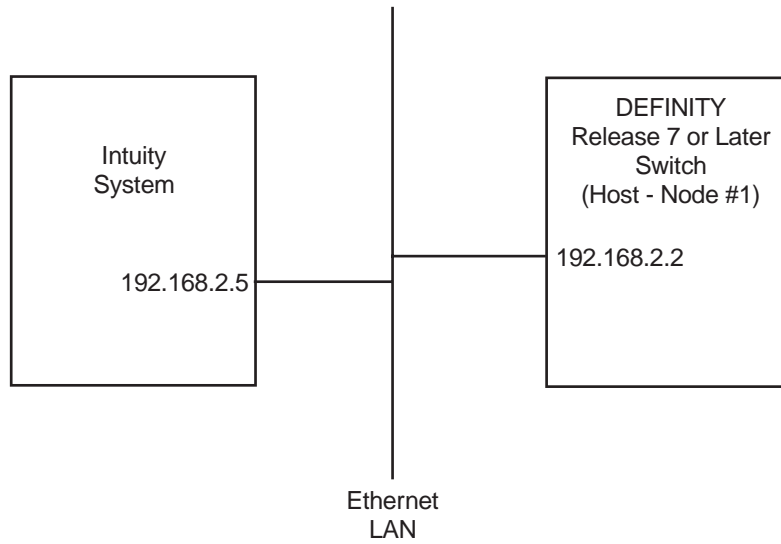 Intuity
System
192.168.2.5
DEFINITY
Release 7 or Later
Switch
(Host - Node #1)
192.168.2.2
Ethernet
LAN